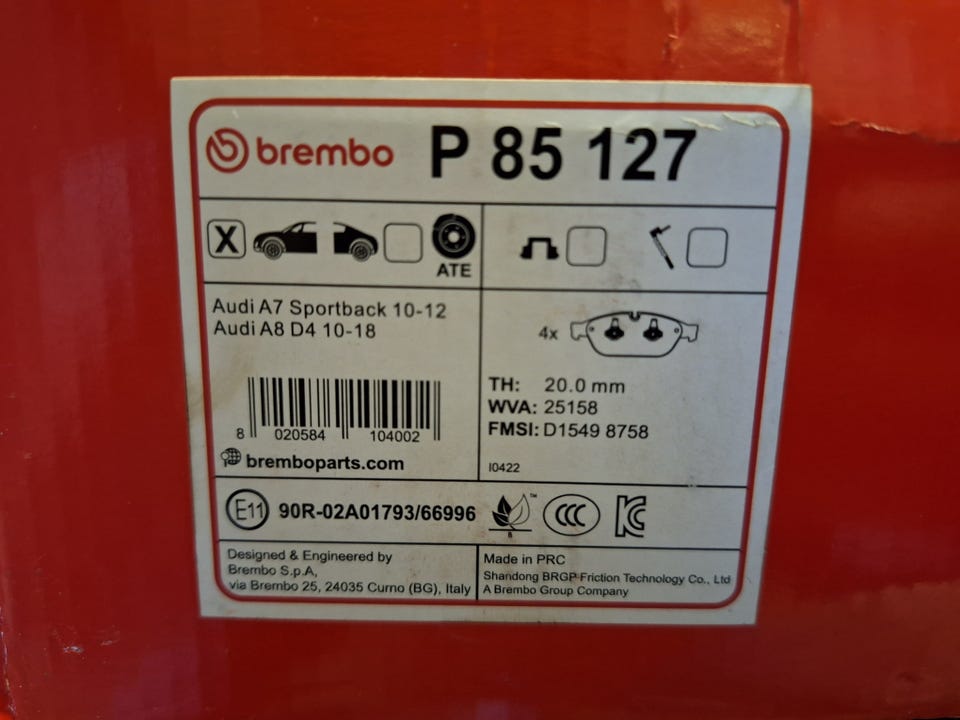 brembo P 85 127
X
ATE
Audi A7 Sportback 10-12
Audi A8 D4 10-18
8 020584 104002
bremboparts.com
4x
TH: 20.0 mm
WVA: 25158
FMSI: D1549 8758
I0422
E11 90R-02A01793/66996 ™ CCC KC
Designed & Engineered by
Brembo S.p.A,
via Brembo 25, 24035 Curno (BG), Italy
Made in PRC
Shandong BRGP Friction Technology Co., Ltd
A Brembo Group Company